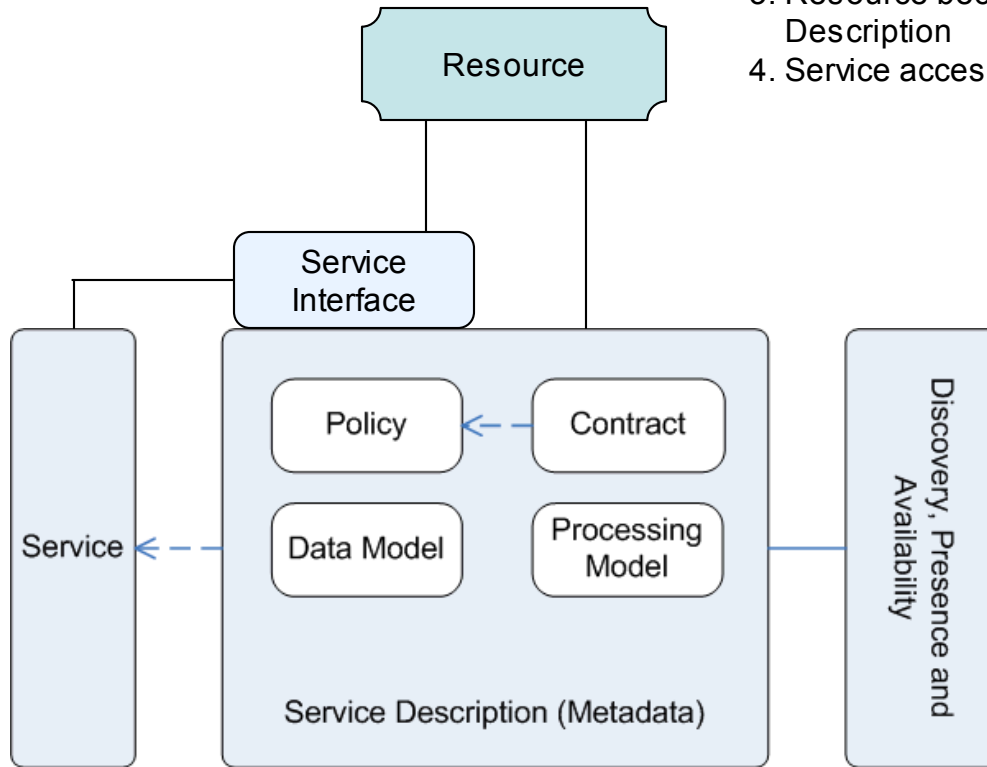 Description
4. Service
Resource
Service
Interface
Policy
Contract
Service
Data Model
Processing
Model
Discovery, Presence and
Availability
Service Description (Metadata)